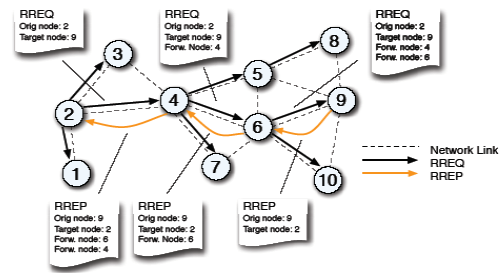 RREQ
Orig node: 2
Target node: 9
RREQ
Orig node: 2
Target node: 9
Forw. Node: 4
RREQ
Orig node: 2
Target node: 9
Forw. node: 4
Forw. node: 6
3
8
5
2
4
9
6
1
7
10
Network Link
RREQ
RREP
RREP
Orig node: 9
Target node: 2
Forw. node: 6
Forw. node: 4
RREP
Orig node: 9
Target node: 2
Forw. Node: 6
RREP
Orig node: 9
Target node: 2